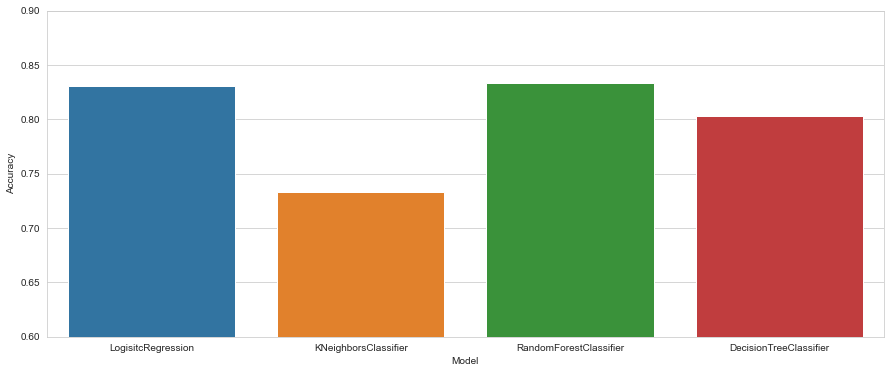 0.90
0.85
0.80
0.75
0.70
0.65
0.60
Accuracy
LogisitcRegression
KNeighborsClassifier
RandomForestClassifier
DecisionTreeClassifier
Model